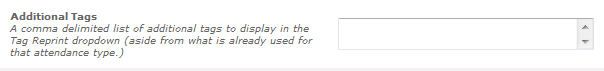 Additional Tags
A comma delimited list of additional tags to display in the
Tag Reprint dropdown (aside from what is already used for
that attendance type.)